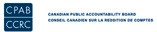 CPAB
CCRC
CANADIAN PUBLIC ACCOUNTABILITY BOARD
CONSEIL CANADIEN SUR LA REDDITION DE COMPTES